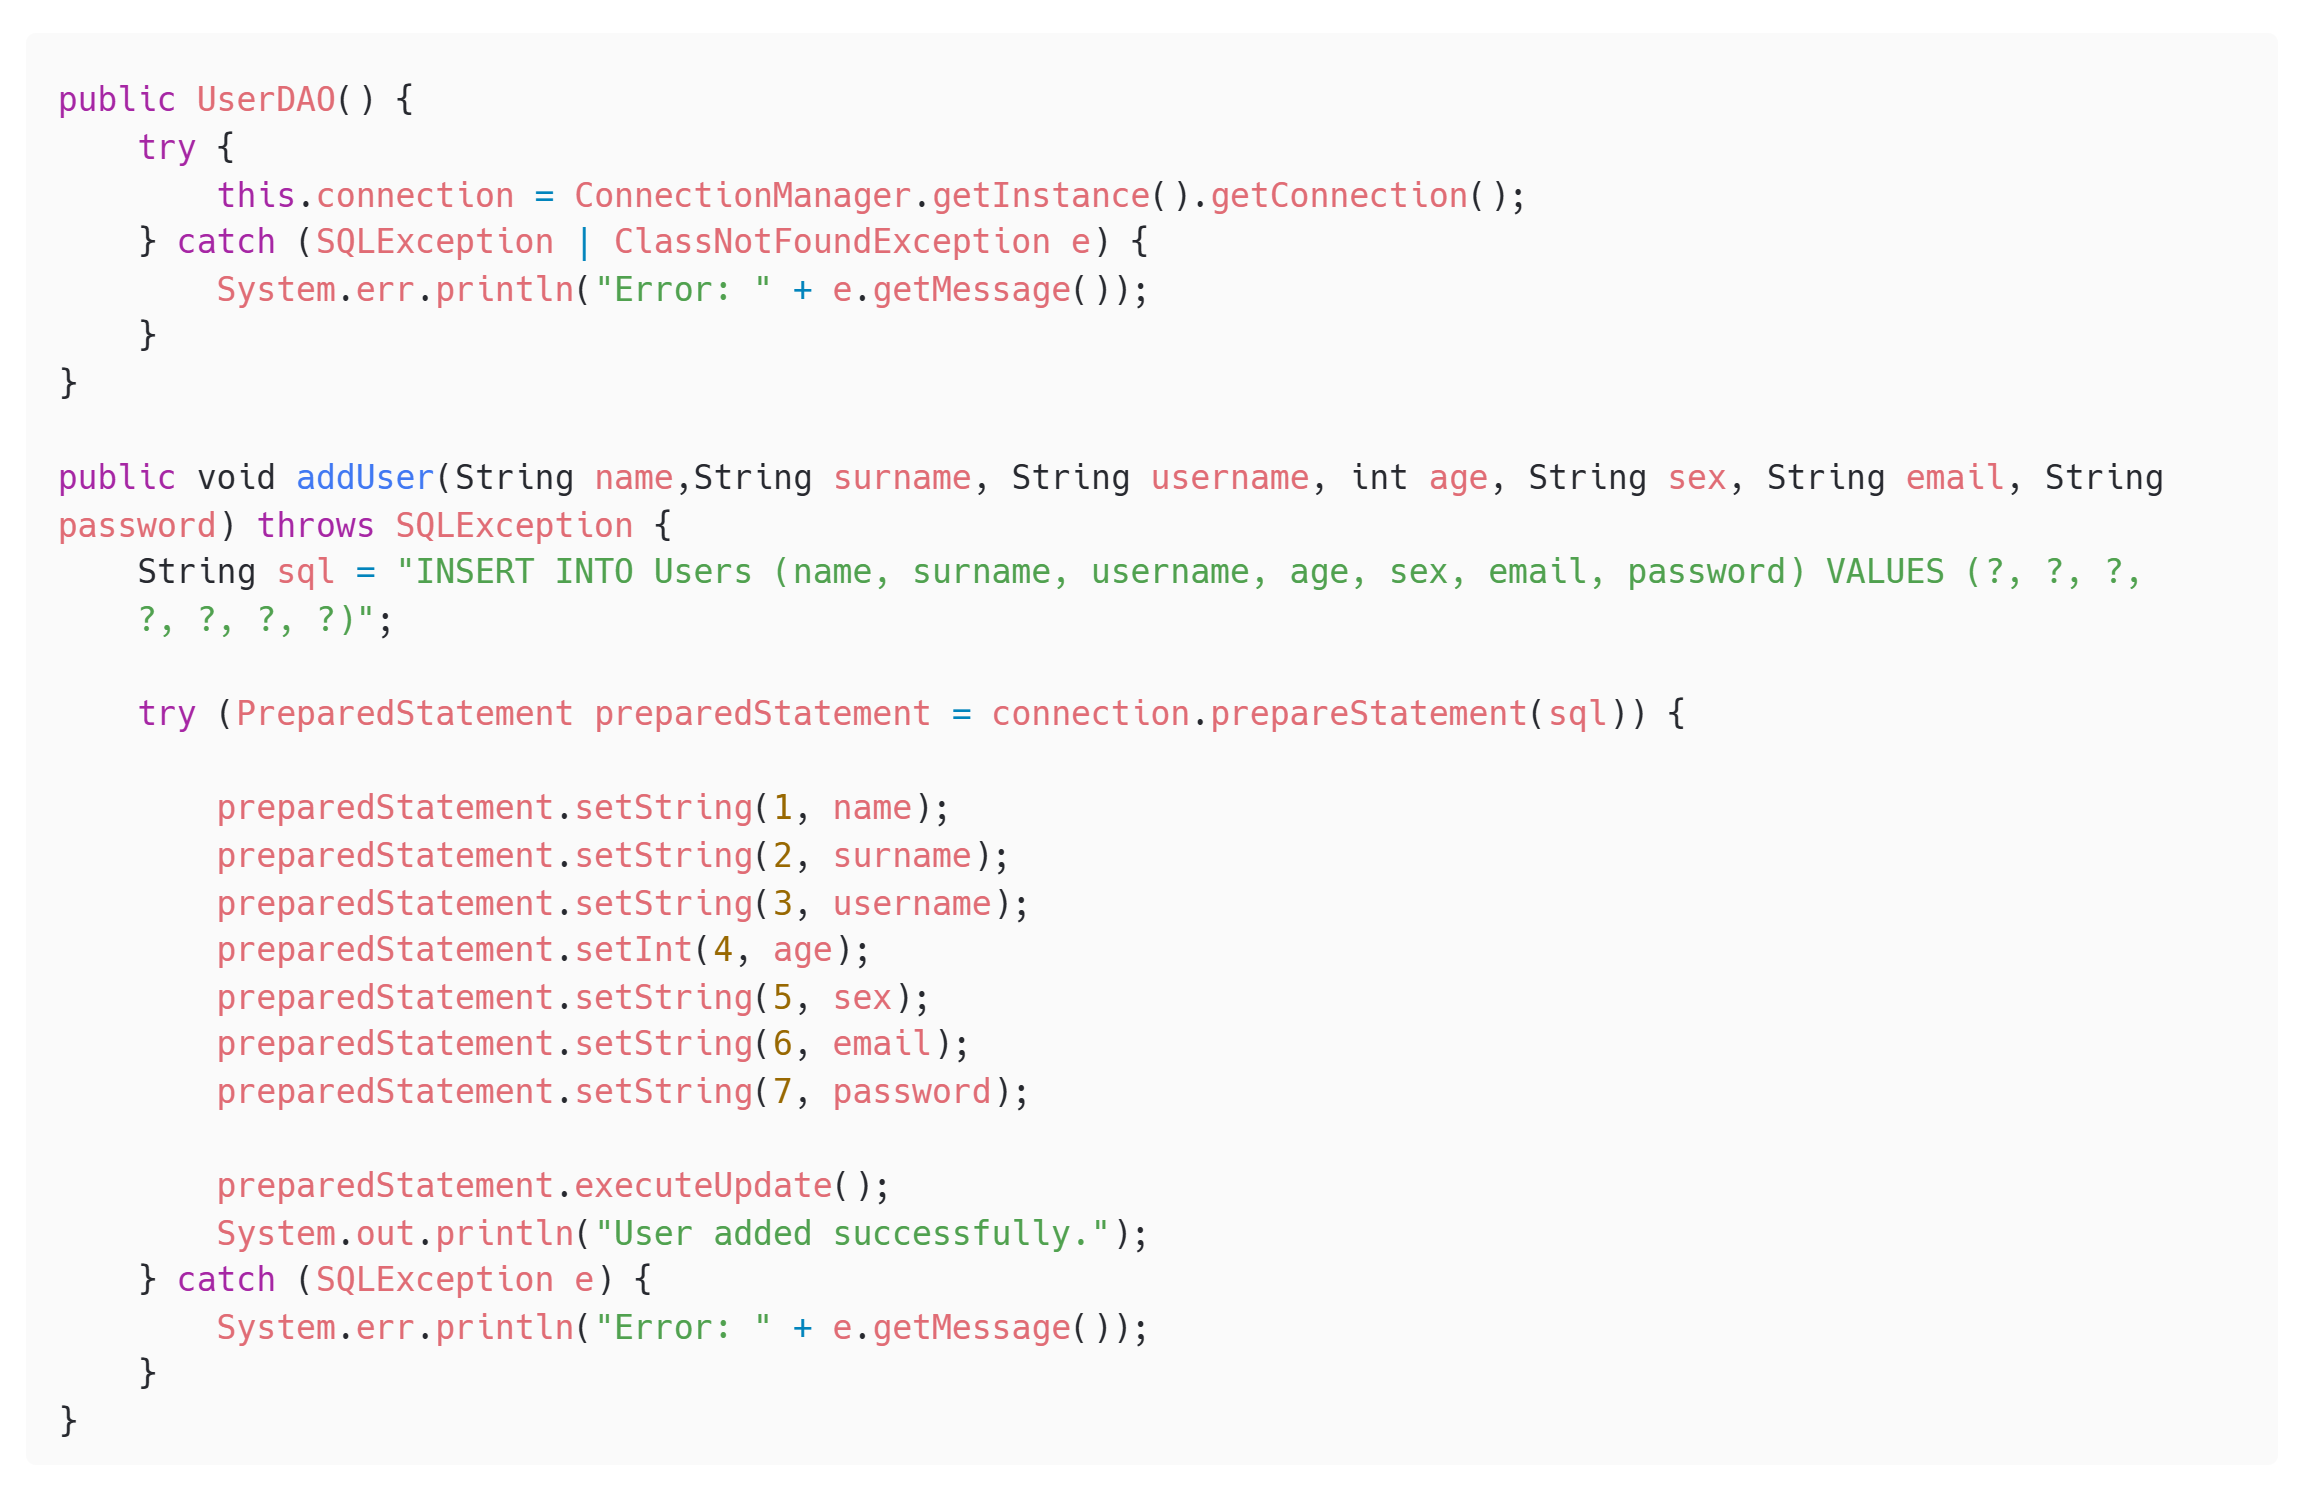 public UserDAO() {
    try {
        this.connection = ConnectionManager.getInstance().getConnection();
    } catch (SQLException | ClassNotFoundException e) {
        System.err.println("Error: " + e.getMessage());
    }
}

public void addUser(String name,String surname, String username, int age, String sex, String email, String
password) throws SQLException {
    String sql = "INSERT INTO Users (name, surname, username, age, sex, email, password) VALUES (?, ?, ?,
    ?, ?, ?, ?)";

    try (PreparedStatement preparedStatement = connection.prepareStatement(sql)) {

        preparedStatement.setString(1, name);
        preparedStatement.setString(2, surname);
        preparedStatement.setString(3, username);
        preparedStatement.setInt(4, age);
        preparedStatement.setString(5, sex);
        preparedStatement.setString(6, email);
        preparedStatement.setString(7, password);

        preparedStatement.executeUpdate();
        System.out.println("User added successfully.");
    } catch (SQLException e) {
        System.err.println("Error: " + e.getMessage());
    }
}